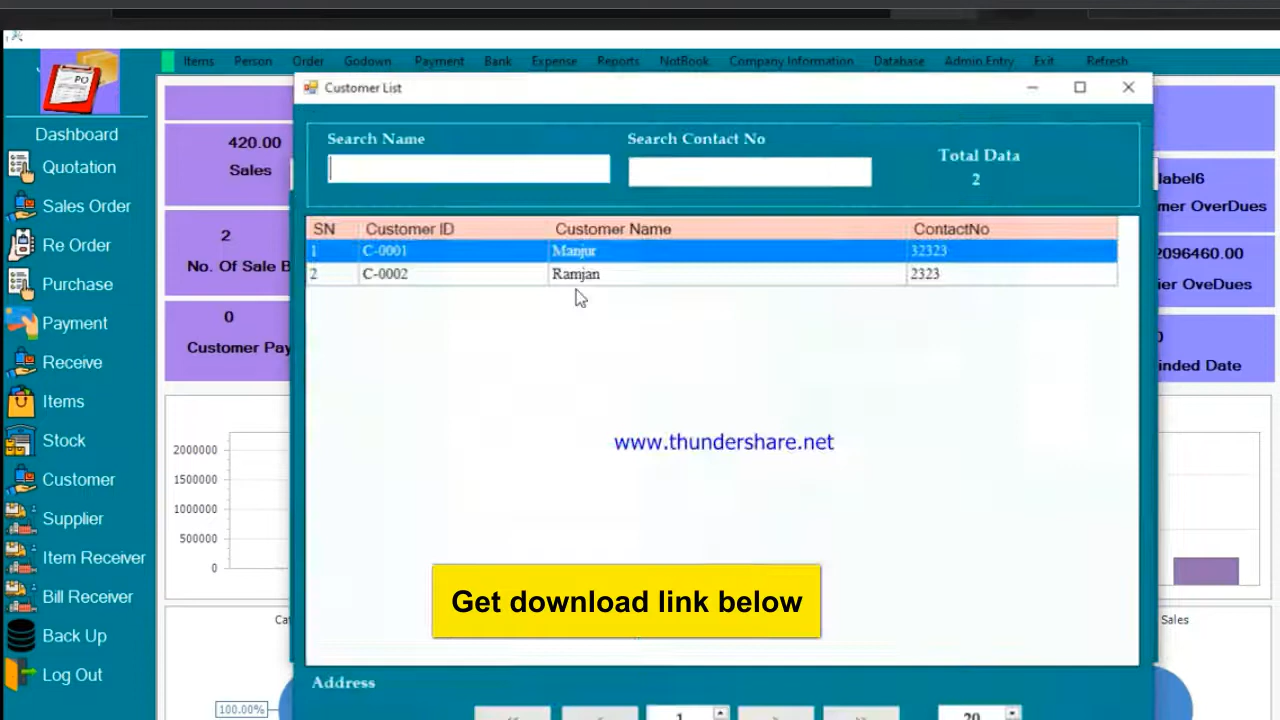 Items Person Order Godown Payment Bank Expense Reports NotBook Company Information Database Admin Entry Exit Refresh
PO
Customer List
Dashboard
Quotation
Sales Order
Re Order
Purchase
Payment
Receive
Items
Stock
Customer
Supplier
Item Receiver
Bill Receiver
Back Up
Log Out
420.00
Sales
2
No. Of Sale B
0
Customer Pay
Search Name
Search Contact No
Total Data
2
SN Customer ID Customer Name ContactNo
1 C-0001 Manjur 32323
2 C-0002 Ramjan 2323
www.thundershare.net
Get download link below
Address
<< < 1 > >> 20
label6
mer OverDues
2096460.00
ier OveDues
0
inded Date
2000000
1500000
1000000
500000
0
Ca
Sales
100.00%